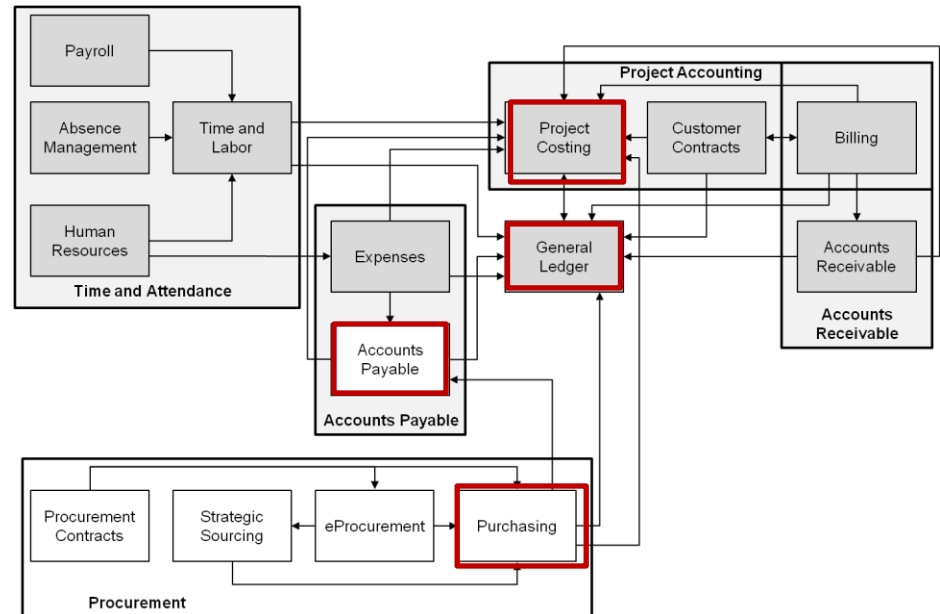 Payroll
Absence
Management
Time and
Labor
Human
Resources
Time and Attendance
Project Accounting
Project
Costing
Customer
Contracts
Billing
General
Ledger
Accounts
Receivable
Accounts
Receivable
Expenses
Accounts
Payable
Accounts Payable
Procurement
Contracts
Strategic
Sourcing
eProcurement
Purchasing
Procurement